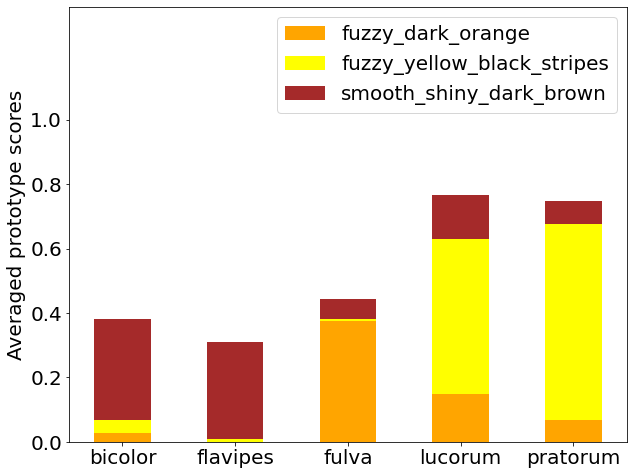 fuzzy_dark_orange
fuzzy_yellow_black_stripes
smooth_shiny_dark_brown
Averaged prototype scores
1.0
0.8
0.6
0.4
0.2
0.0
bicolor flavipes fulva lucorum pratorum